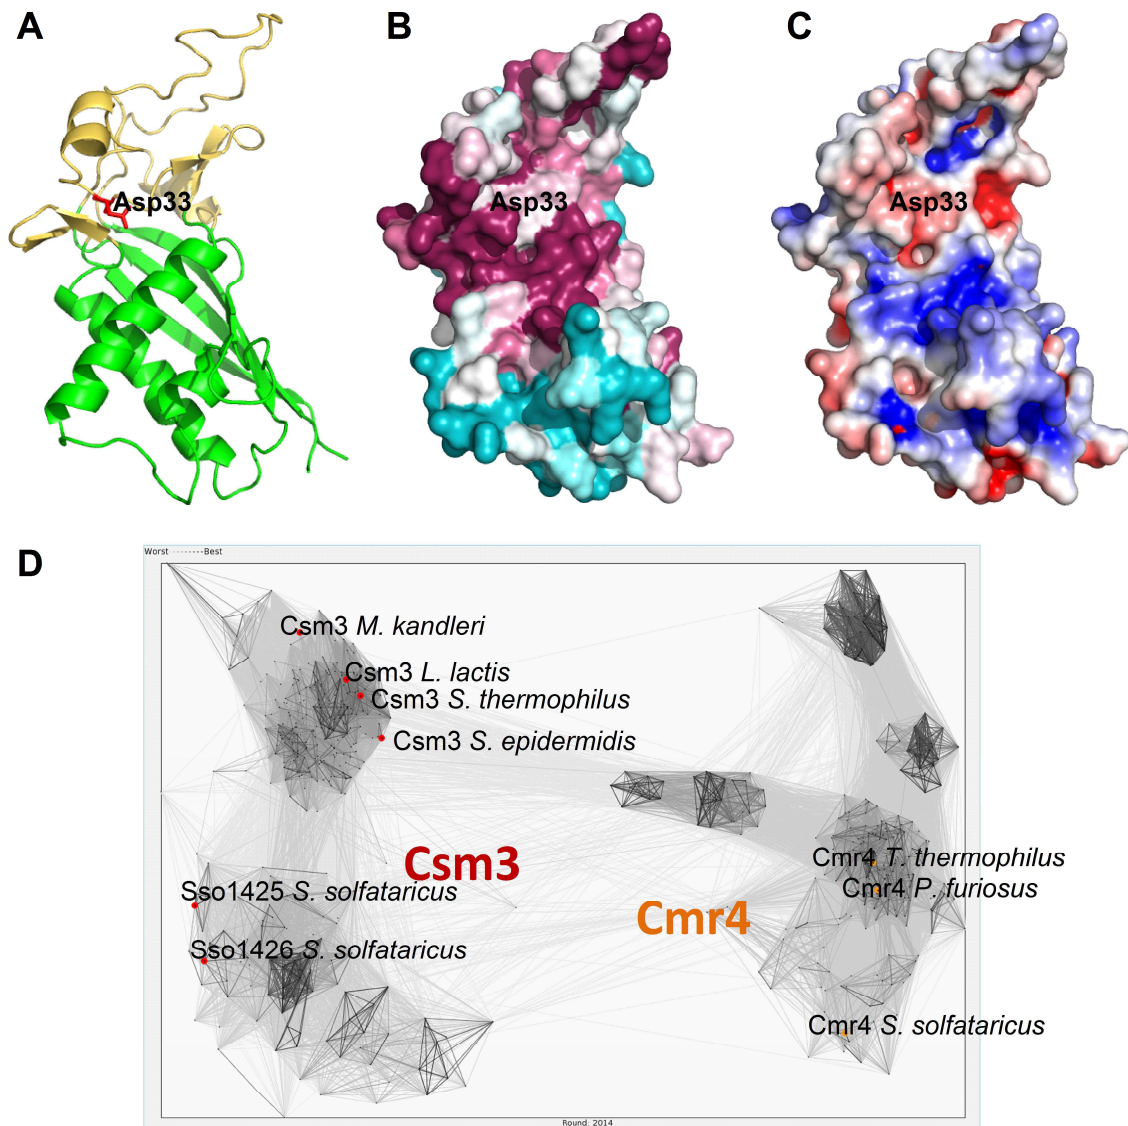 A
B
C
Asp33
Asp33
Asp33
D
Worst --------Best
Csm3 M. kandleri
Csm3 L. lactis
Csm3 S. thermophilus
Csm3 S. epidermidis
Csm3
Cmr4 T. thermophilus
Cmr4 P. furiosus
Sso1425 S. solfataricus
Cmr4
Sso1426 S. solfataricus
Cmr4 S. solfataricus
Round: 2014